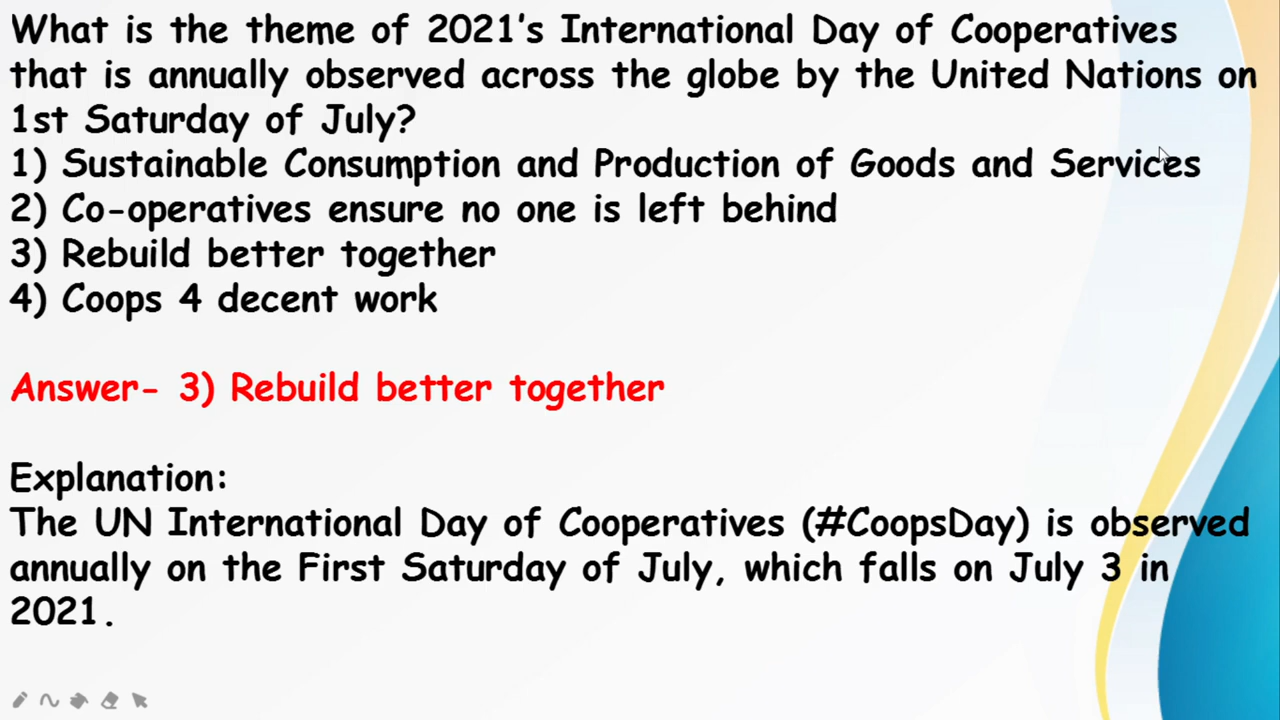 What is the theme of 2021's International Day of Cooperatives
that is annually observed across the globe by the United Nations on
1st Saturday of July?
1) Sustainable Consumption and Production of Goods and Services
2) Co-operatives ensure no one is left behind
3) Rebuild better together
4) Coops 4 decent work
Answer- 3) Rebuild better together
Explanation:
The UN International Day of Cooperatives (#CoopsDay) is observed
annually on the First Saturday of July, which falls on July 3 in
2021.